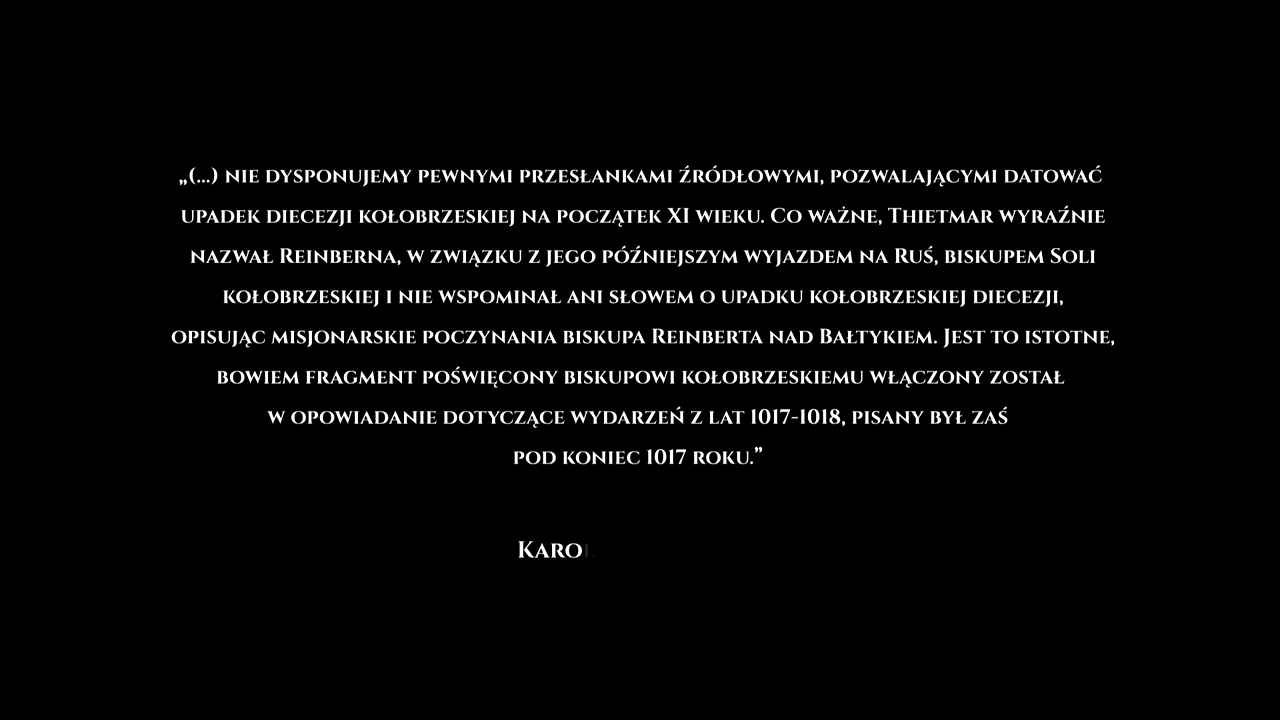 „(...) nie dysponujemy pewnymi przesłankami źródłowymi, pozwalającymi datować
upadek diecezji kołobrzeskiej na początek XI wieku. Co ważne, Thietmar wyraźnie
nazwał Reinberna, w związku z jego późniejszym wyjazdem na Ruś, biskupem Soli
kołobrzeskiej i nie wspominał ani słowem o upadku kołobrzeskiej diecezji,
opisując misjonarskie poczynania biskupa Reinberta nad Bałtykiem. Jest to istotne,
bowiem fragment poświęcony biskupowi kołobrzeskiemu włączony został
w opowiadanie dotyczące wydarzeń z lat 1017-1018, pisany był zaś
pod koniec 1017 roku.”
Karol